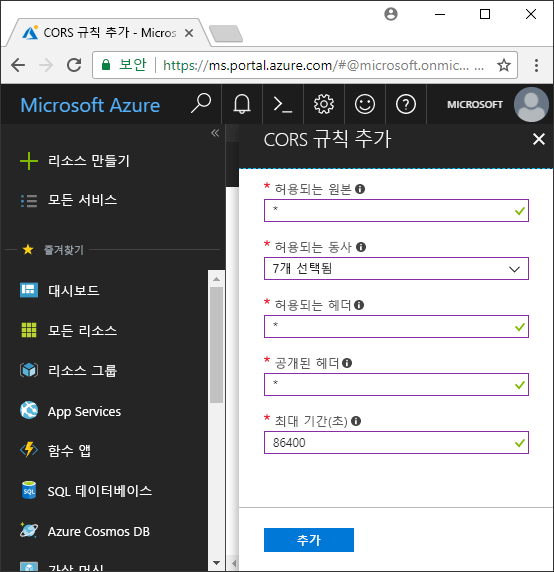 CORS 규칙 추가 - Micros
보안 https://ms.portal.azure.com/#@microsoft.onmic... ...
Microsoft Azure
MICROSOFT
리소스 만들기
모든 서비스
즐겨찾기
대시보드
모든 리소스
리소스 그룹
App Services
함수 앱
SQL 데이터베이스
Azure Cosmos DB
가상 머신
CORS 규칙 추가
* 허용되는 원본
*
* 허용되는 동사
7개 선택됨
* 허용되는 헤더
*
* 공개된 헤더
*
* 최대 기간(초)
86400
추가